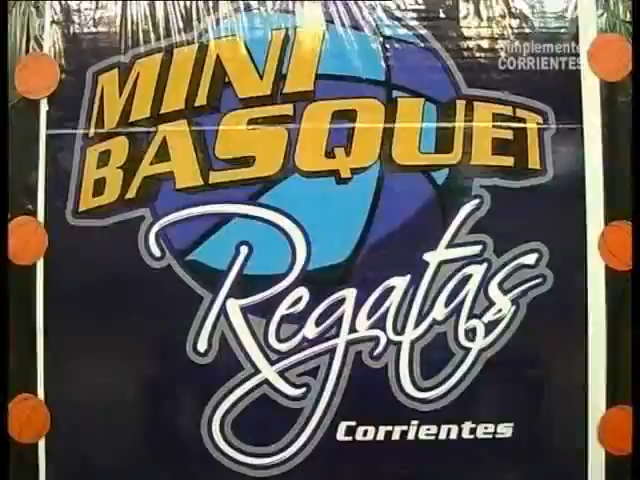 Simplemente
CORRIENTES
MINI
BASQUET
Regatas
Corrientes